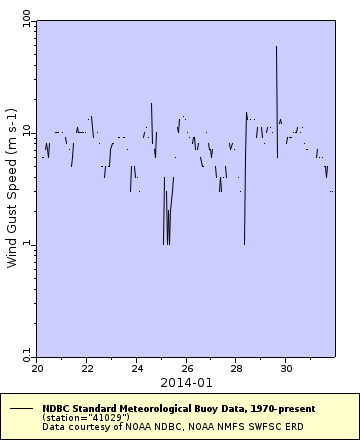 Wind Gust Speed (m s-1)
100
10
1
0.1
20 22 24 26 28 30
2014-01
NDBC Standard Meteorological Buoy Data, 1970-present
(station="41029")
Data courtesy of NOAA NDBC, NOAA NMFS SWFSC ERD